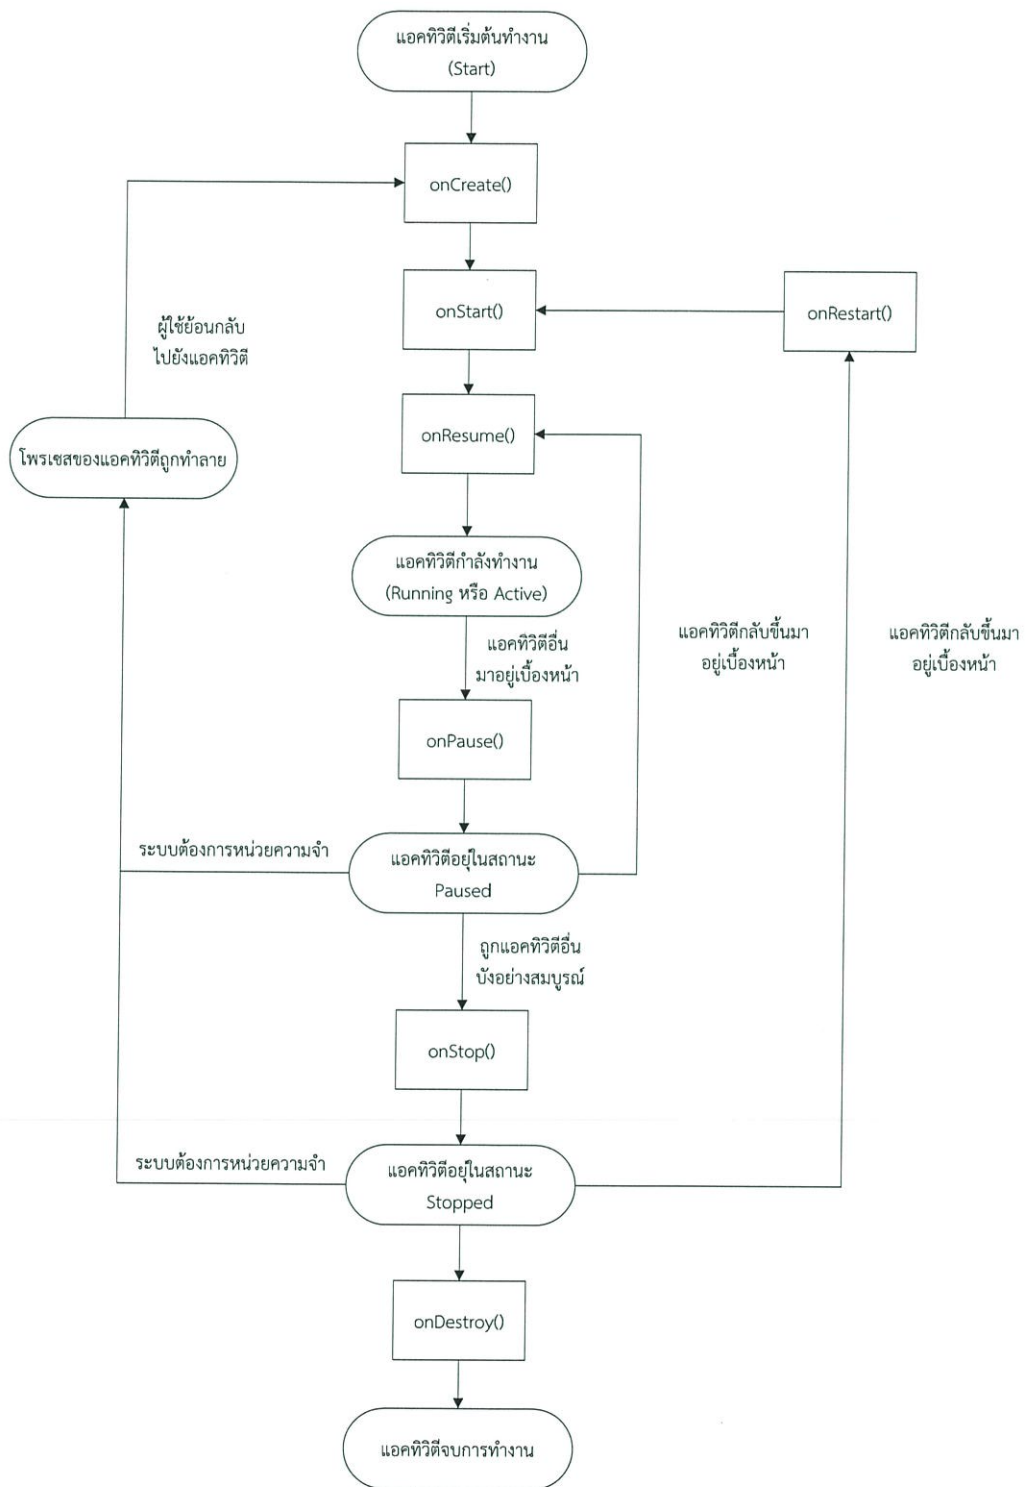 แอคทิวิตีเริ่มต้นทำงาน
(Start)
onCreate()
onStart()
onRestart()
ผู้ใช้ย้อนกลับ
ไปยังแอคทิวิตี
onResume()
โพรเซสของแอคทิวิตีถูกทำลาย
แอคทิวิตีกำลังทำงาน
(Running หรือ Active)
แอคทิวิตีอื่น
มาอยู่เบื้องหน้า
แอคทิวิตีกลับขึ้นมา
อยู่เบื้องหน้า
แอคทิวิตีกลับขึ้นมา
อยู่เบื้องหน้า
onPause()
ระบบต้องการหน่วยความจำ
แอคทิวิตีอยู่ในสถานะ
Paused
ถูกแอคทิวิตีอื่น
บังอย่างสมบูรณ์
onStop()
ระบบต้องการหน่วยความจำ
แอคทิวิตีอยู่ในสถานะ
Stopped
onDestroy()
แอคทิวิตีจบการทำงาน